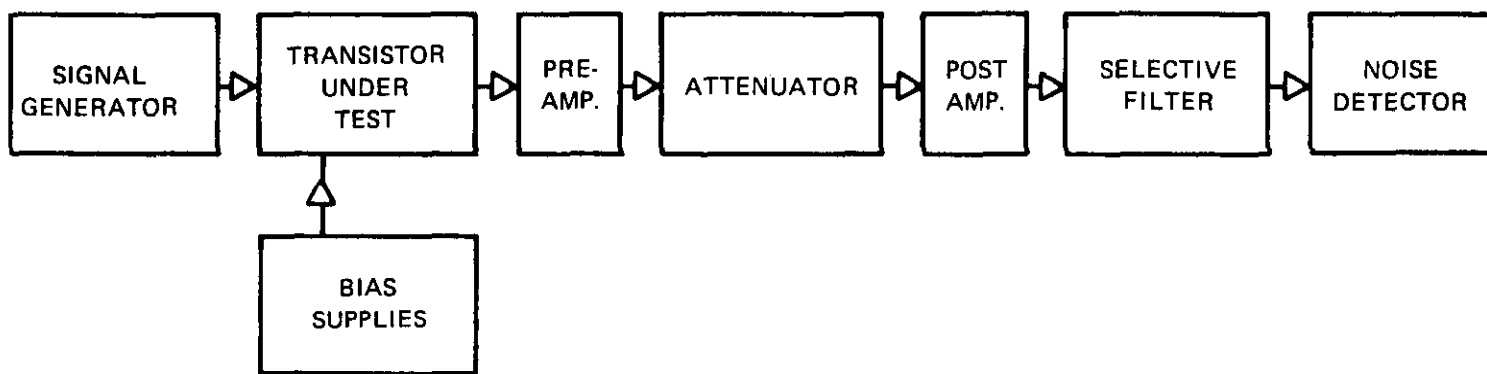 SIGNAL
GENERATOR
TRANSISTOR
UNDER
TEST
PRE-
AMP.
ATTENUATOR
POST
AMP.
SELECTIVE
FILTER
NOISE
DETECTOR
BIAS
SUPPLIES